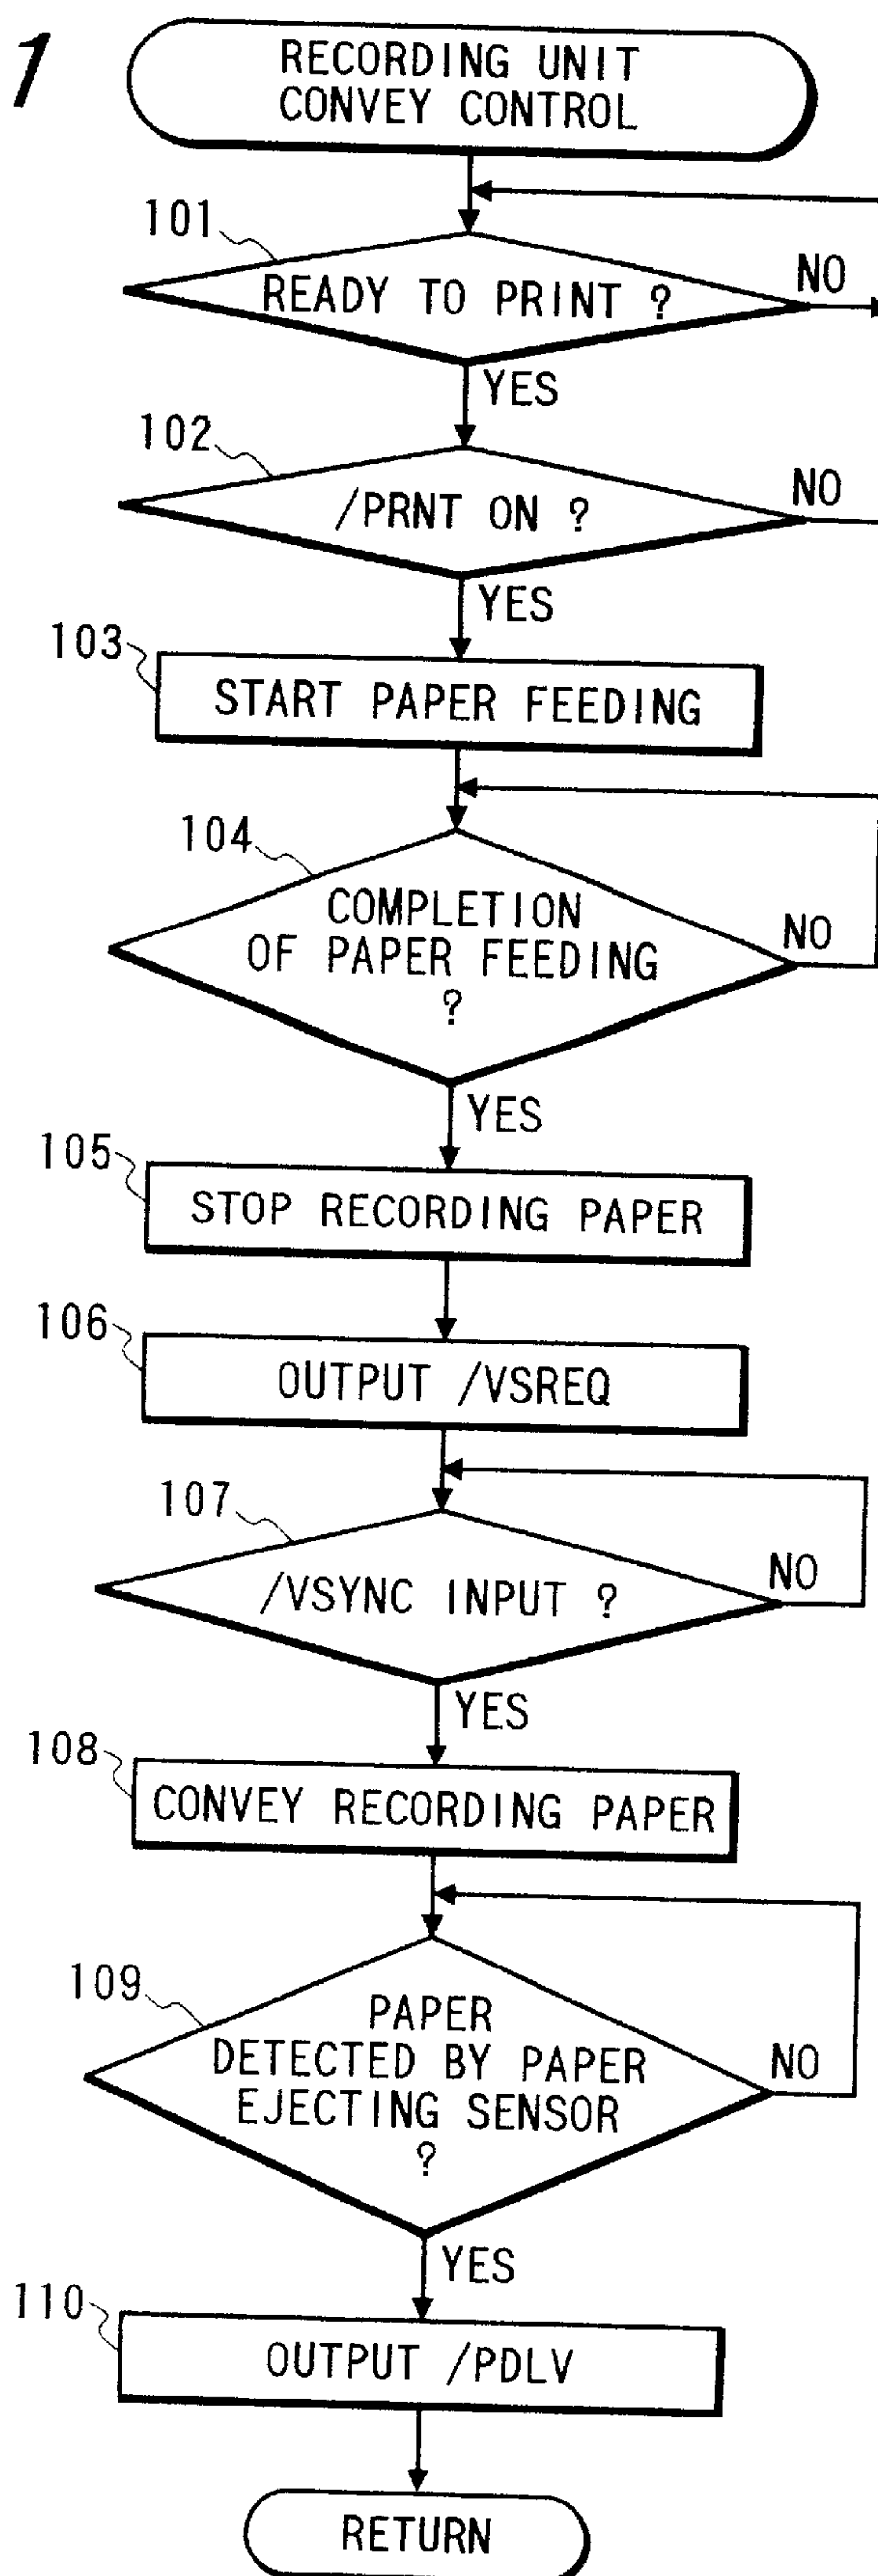 1
RECORDING UNIT
CONVEY CONTROL
101
READY TO PRINT ?
NO
YES
102
/PRNT ON ?
NO
YES
103
START PAPER FEEDING
104
COMPLETION
OF PAPER FEEDING
?
NO
YES
105
STOP RECORDING PAPER
106
OUTPUT /VSREQ
107
/VSYNC INPUT ?
NO
YES
108
CONVEY RECORDING PAPER
109
PAPER
DETECTED BY PAPER
EJECTING SENSOR
?
NO
YES
110
OUTPUT /PDLV
RETURN